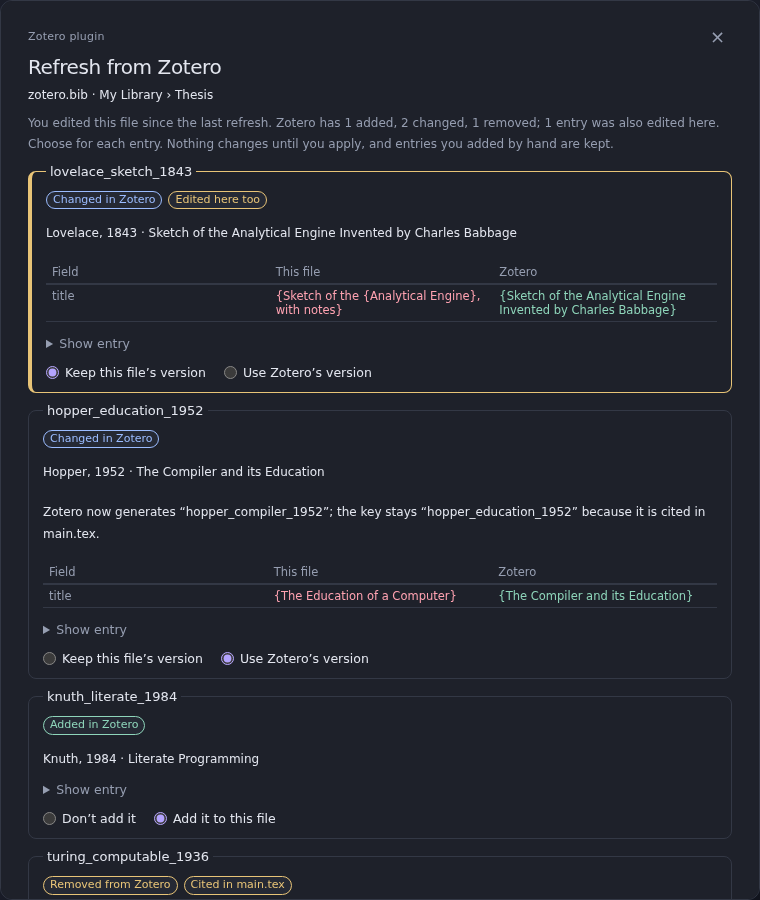 Zotero plugin
Refresh from Zotero
zotero.bib · My Library › Thesis
You edited this file since the last refresh. Zotero has 1 added, 2 changed, 1 removed; 1 entry was also edited here.
Choose for each entry. Nothing changes until you apply, and entries you added by hand are kept.
lovelace_sketch_1843
Changed in Zotero Edited here too
Lovelace, 1843 · Sketch of the Analytical Engine Invented by Charles Babbage
Field This file Zotero
title {Sketch of the {Analytical Engine}, {Sketch of the Analytical Engine
with notes} Invented by Charles Babbage}
Show entry
Keep this file’s version Use Zotero’s version
hopper_education_1952
Changed in Zotero
Hopper, 1952 · The Compiler and its Education
Zotero now generates “hopper_compiler_1952”; the key stays “hopper_education_1952” because it is cited in
main.tex.
Field This file Zotero
title {The Education of a Computer} {The Compiler and its Education}
Show entry
Keep this file’s version Use Zotero’s version
knuth_literate_1984
Added in Zotero
Knuth, 1984 · Literate Programming
Show entry
Don’t add it Add it to this file
turing_computable_1936
Removed from Zotero Cited in main.tex